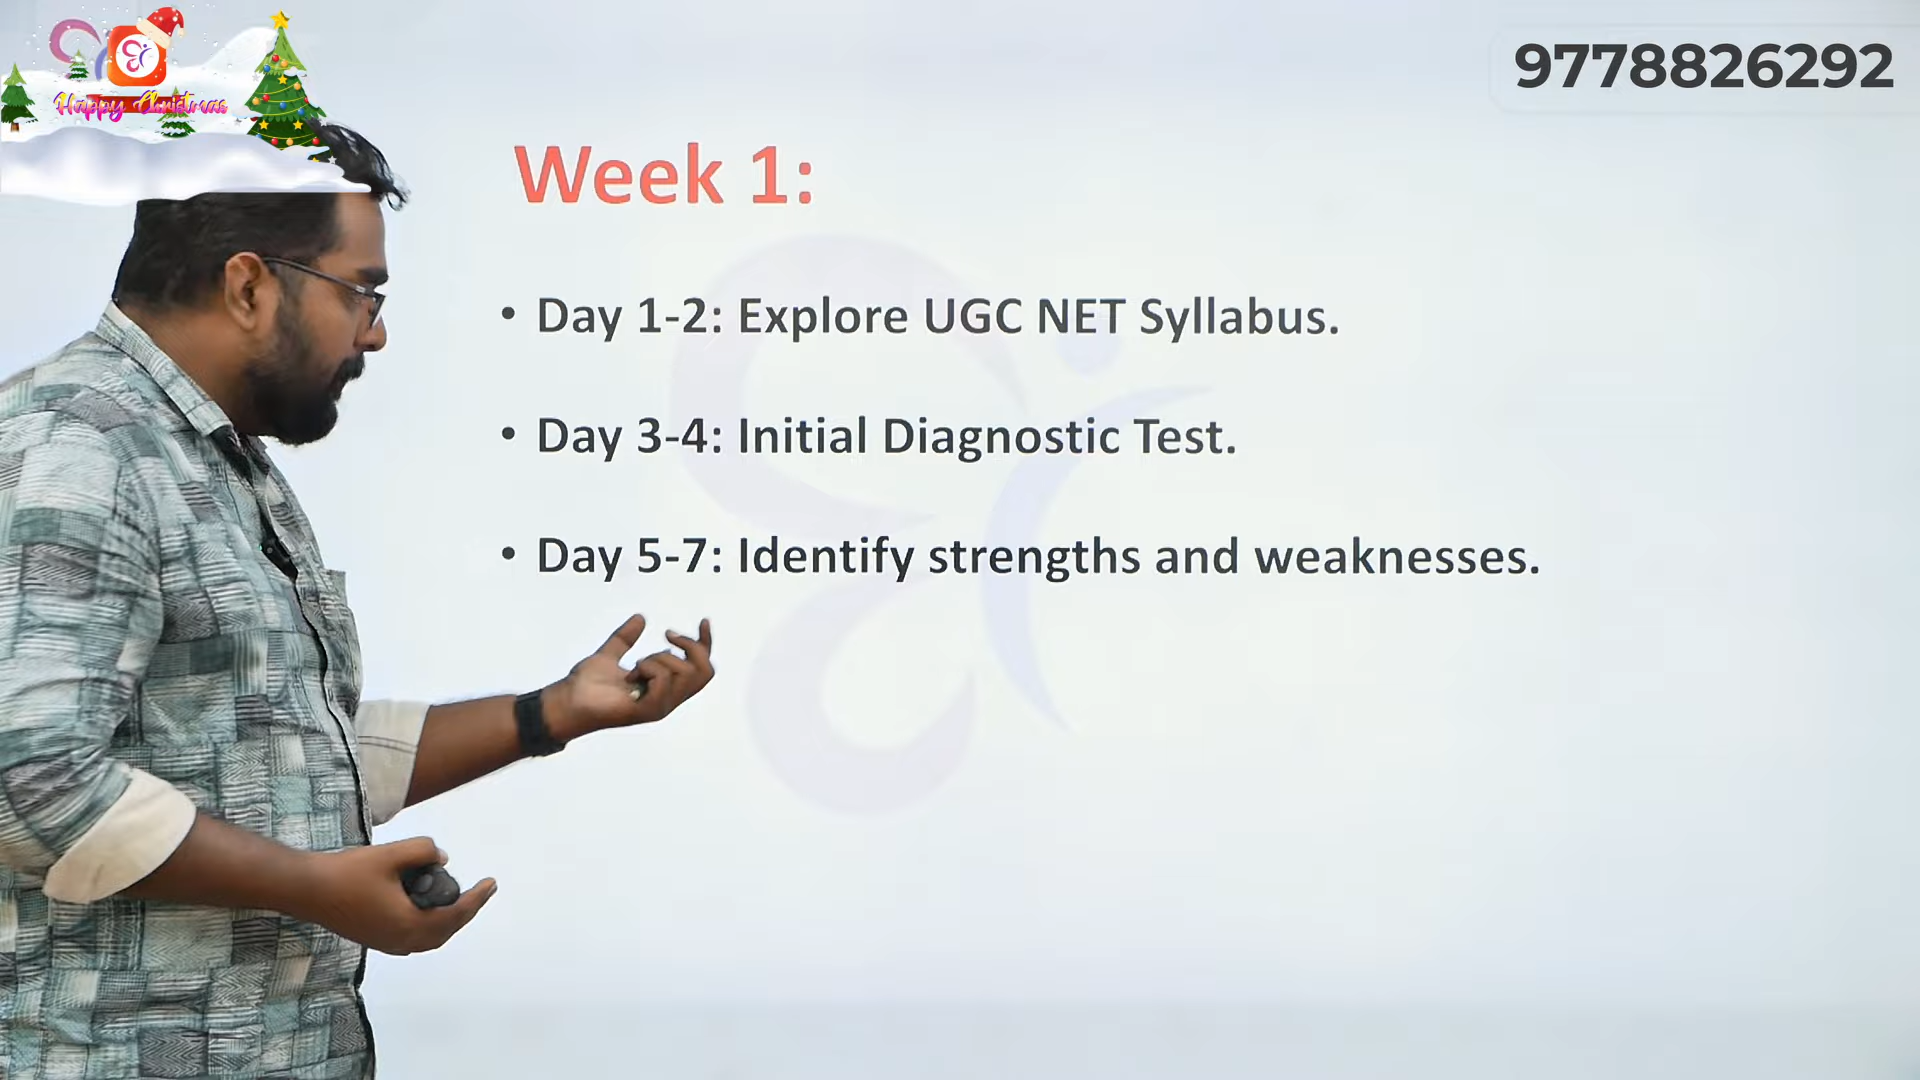 Happy Christmas
9778826292
Week 1:
• Day 1-2: Explore UGC NET Syllabus.
• Day 3-4: Initial Diagnostic Test.
• Day 5-7: Identify strengths and weaknesses.